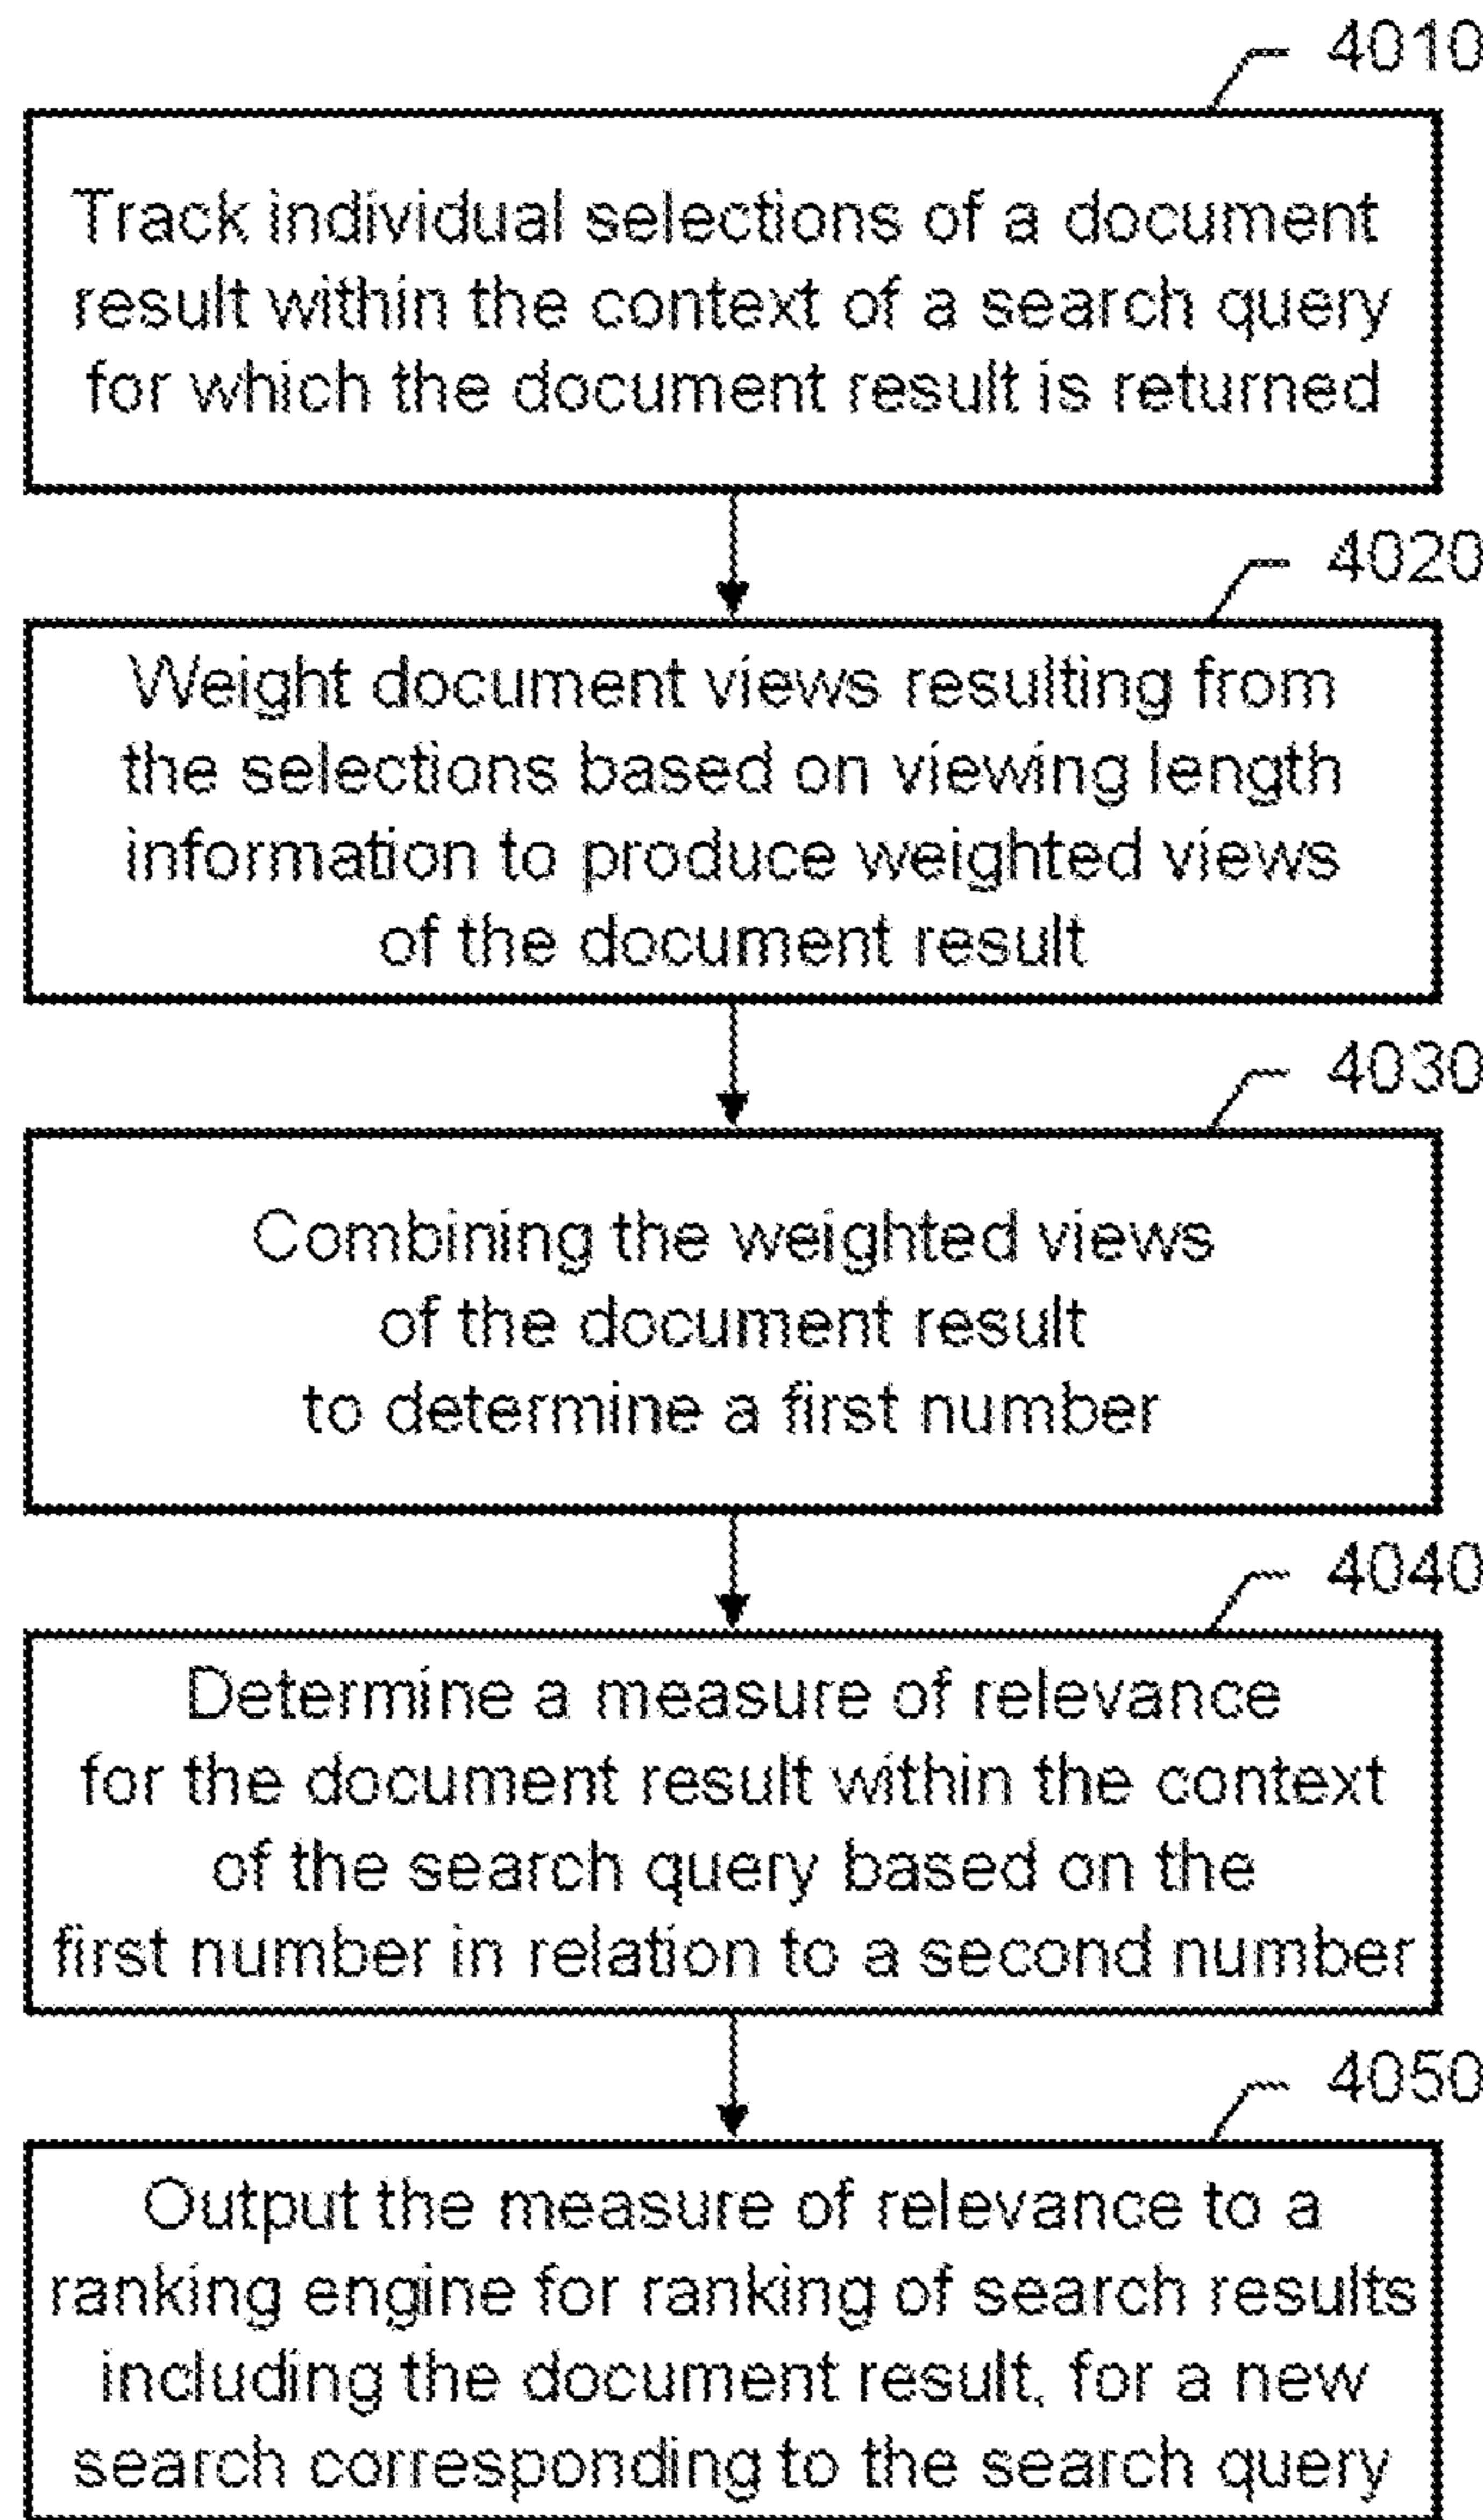 4010
Track individual selections of a document
result within the context of a search query
for which the document result is returned
4020
Weight document views resulting from
the selections based on viewing length
information to produce weighted views
of the document result
4030
Combining the weighted views
of the document result
to determine a first number
4040
Determine a measure of relevance
for the document result within the context
of the search query based on the
first number in relation to a second number
4050
Output the measure of relevance to a
ranking engine for ranking of search results
including the document result, for a new
search corresponding to the search query